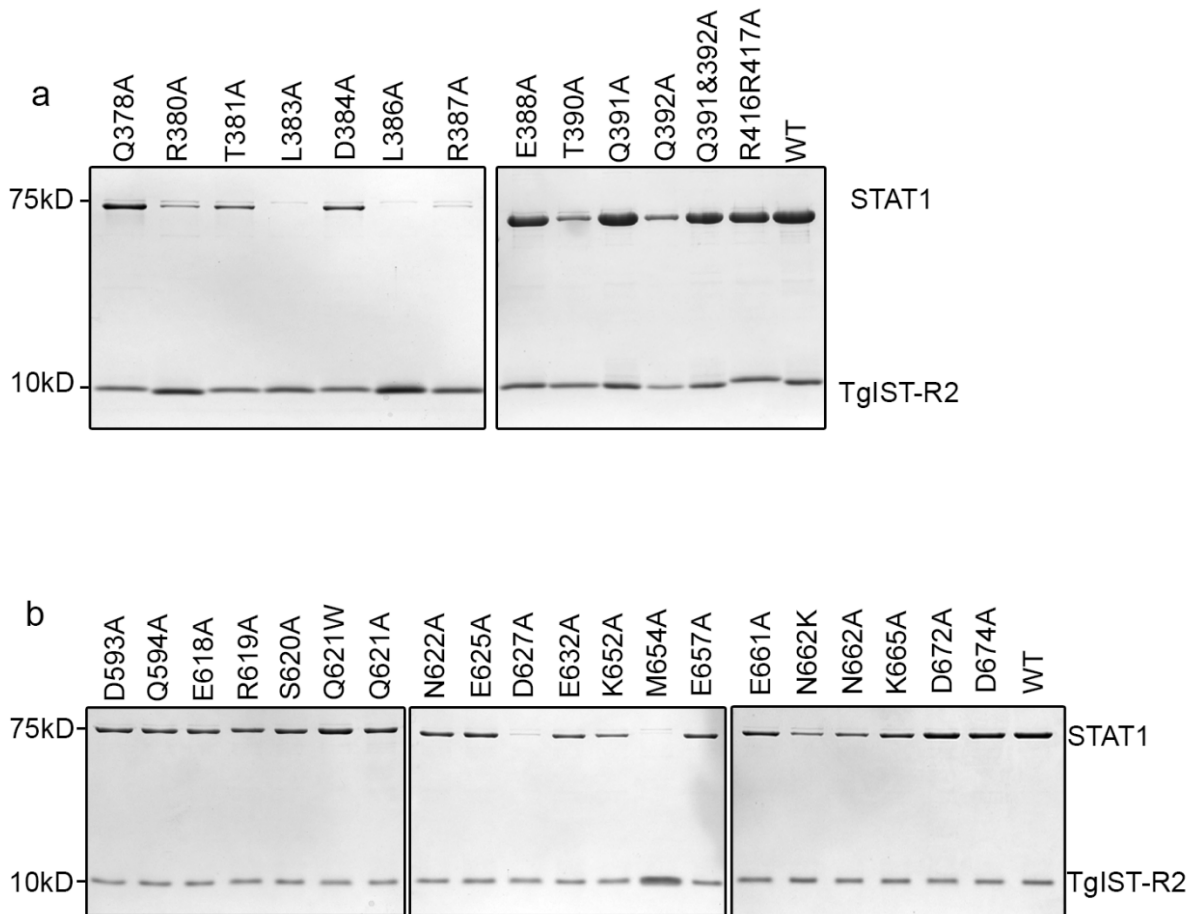 a
Q378A
R380A
T381A
L383A
D384A
L386A
R387A
E388A
T390A
Q391A
Q392A
Q391&392A
R416R417A
WT
75kD
STAT1
10kD
TgIST-R2
b
D593A
Q594A
E618A
R619A
S620A
Q621W
Q621A
N622A
E625A
D627A
E632A
K652A
M654A
E657A
E661A
N662K
N662A
K665A
D672A
D674A
WT
75kD
STAT1
10kD
TgIST-R2